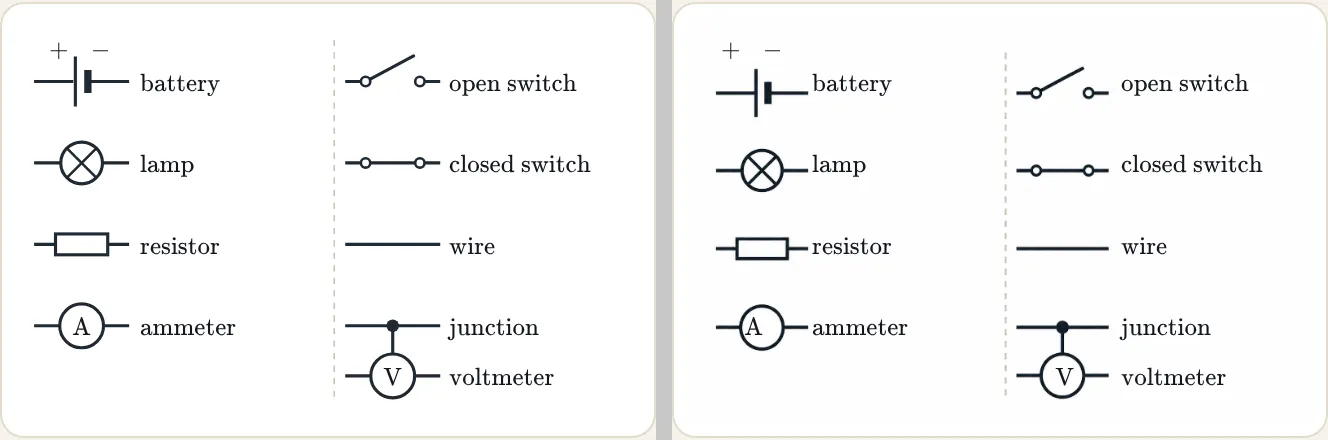 + −
battery
lamp
resistor
A ammeter
open switch
closed switch
wire
junction
V voltmeter
+ −
battery
lamp
resistor
A ammeter
open switch
closed switch
wire
junction
V voltmeter